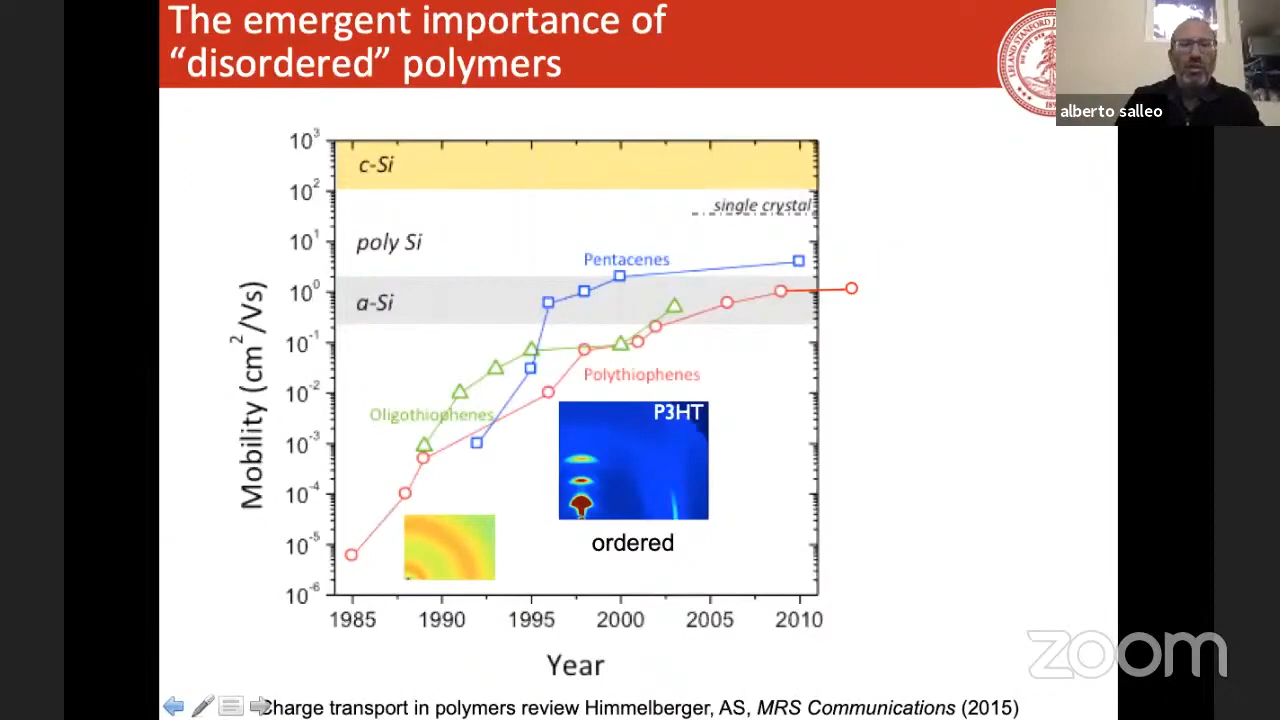 The emergent importance of
“disordered” polymers
alberto salleo
10³
c-Si
10²
single crystal
10¹
poly Si
Pentacenes
10⁰
a-Si
10⁻¹
Polythiophenes
10⁻²
Oligothiophenes
P3HT
10⁻³
10⁻⁴
ordered
10⁻⁵
10⁻⁶
Mobility (cm²/Vs)
1985 1990 1995 2000 2005 2010
Year
zoom
Charge transport in polymers review Himmelberger, AS, MRS Communications (2015)